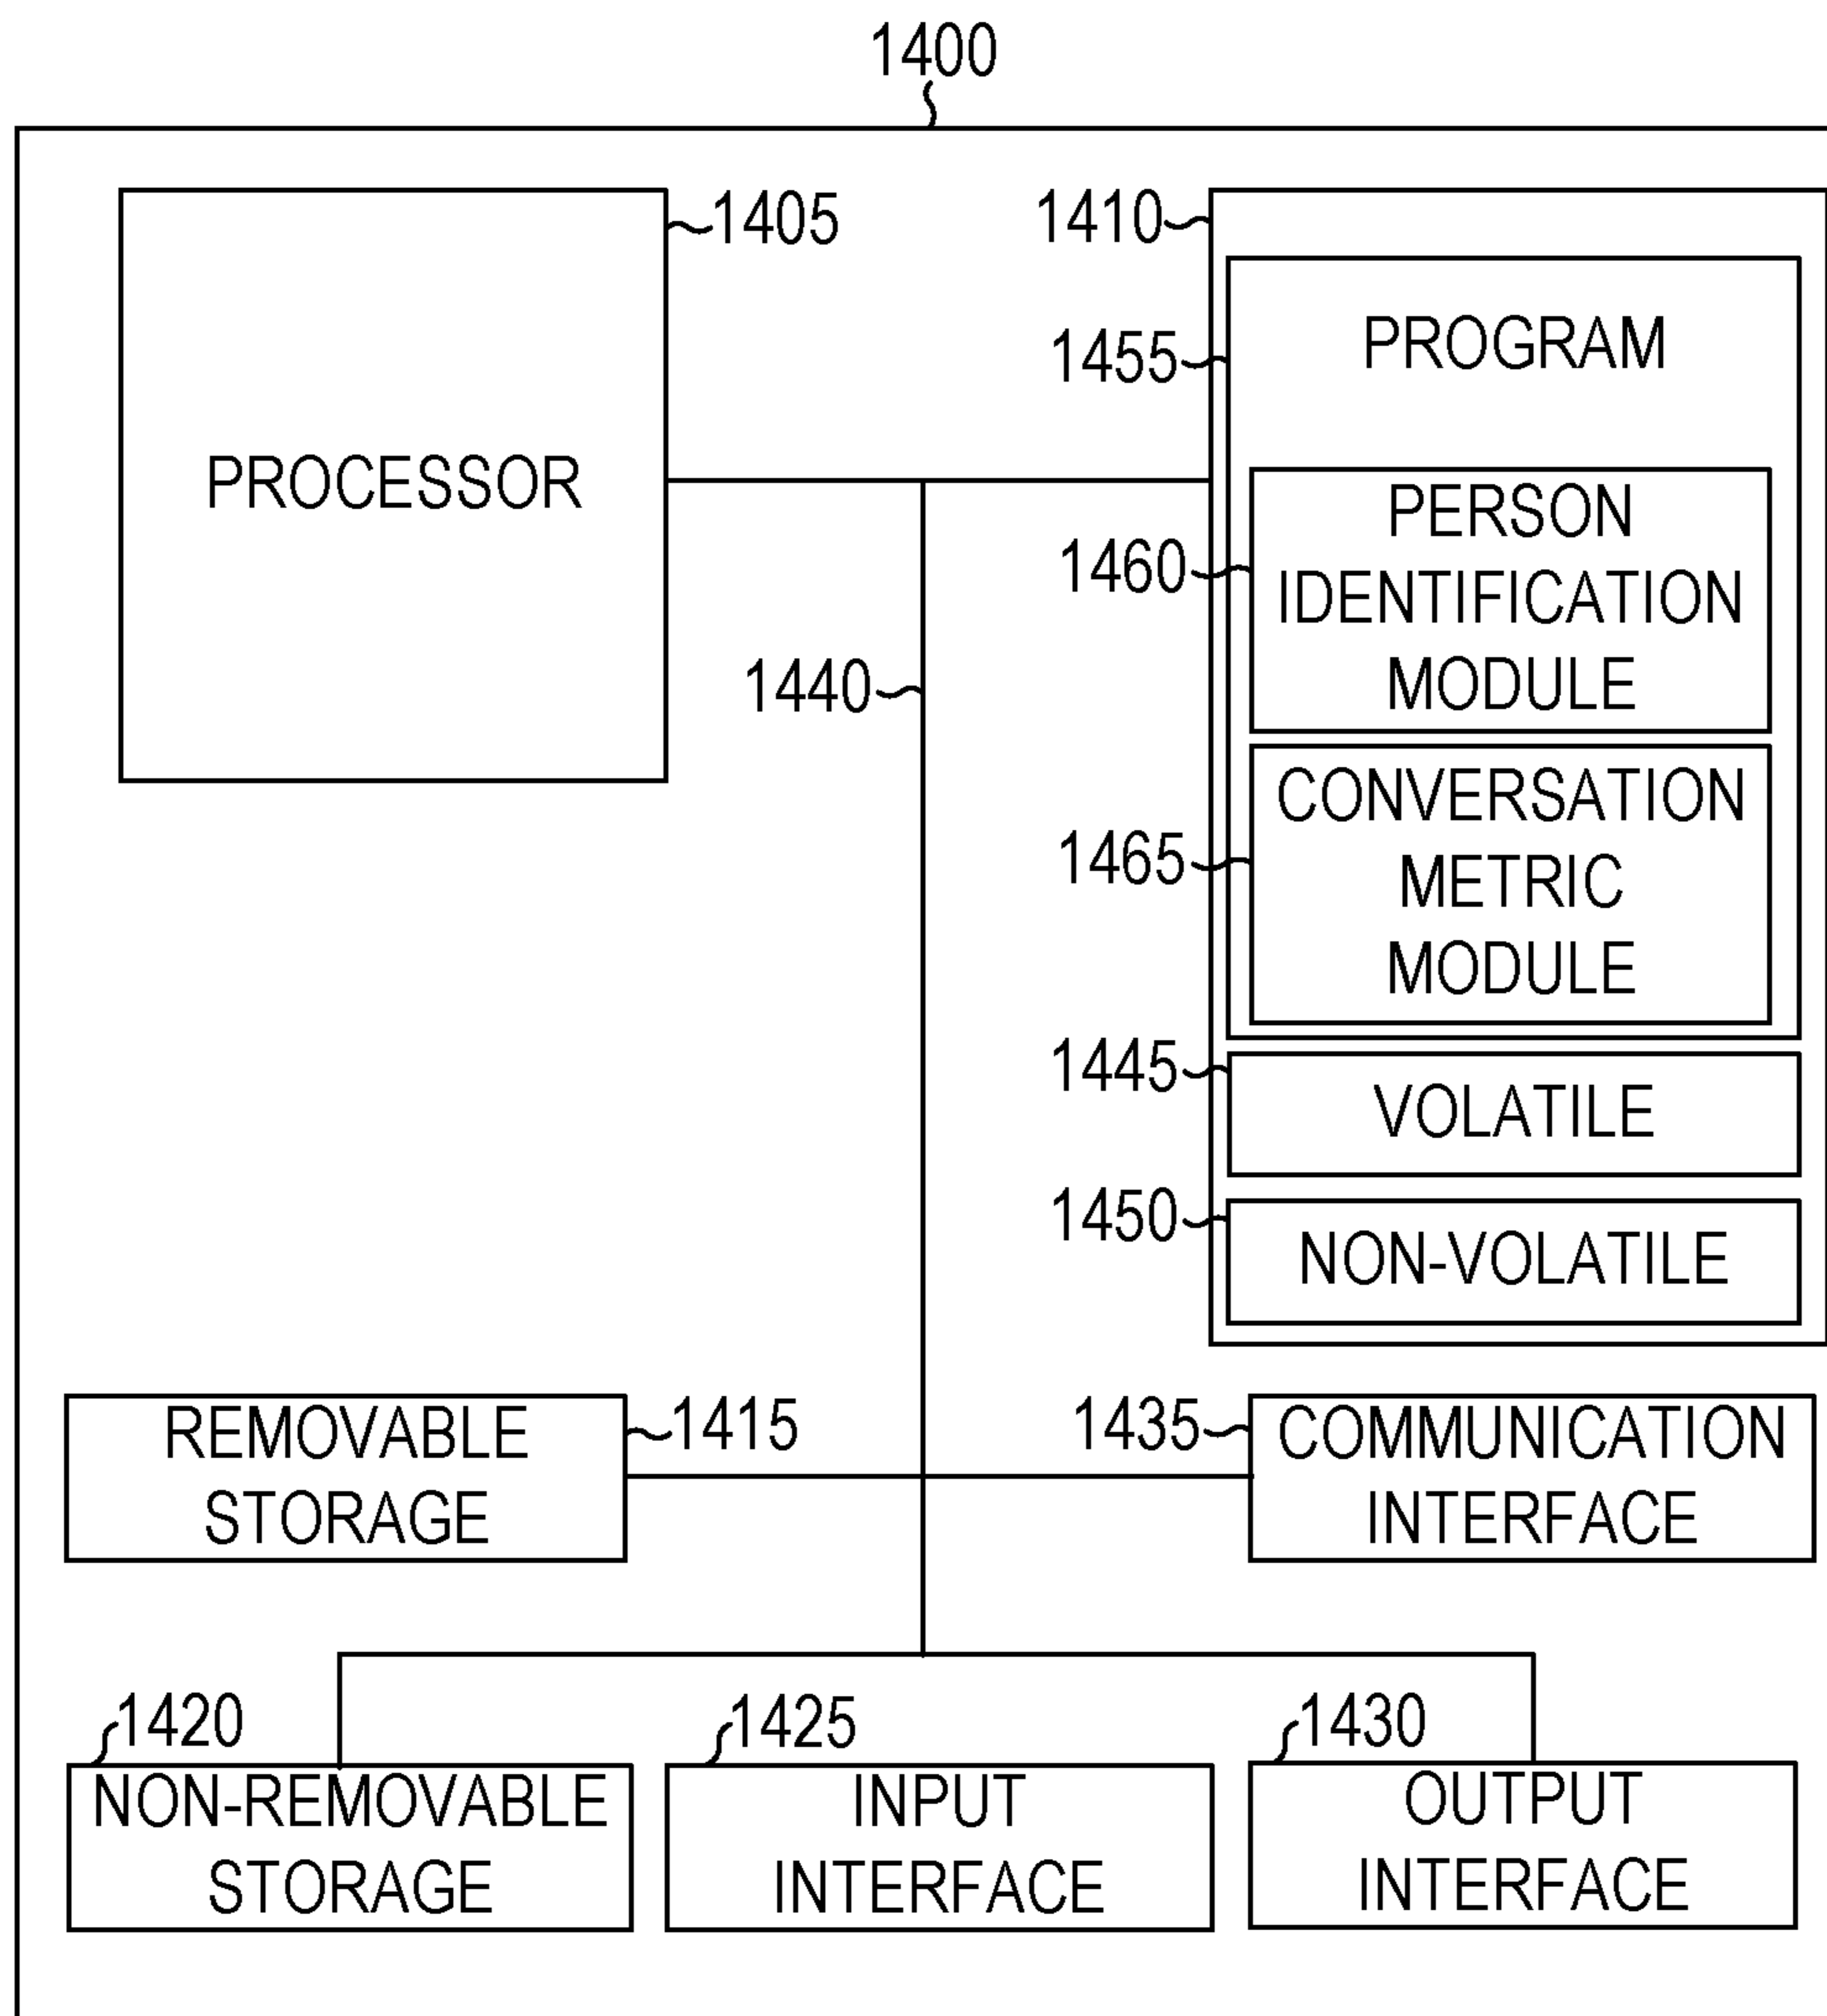 1400
1405
1410
PROCESSOR
1455
PROGRAM
1460
PERSON
IDENTIFICATION
MODULE
1440
1465
CONVERSATION
METRIC
MODULE
1445
VOLATILE
1450
NON-VOLATILE
REMOVABLE
STORAGE
1415
1435
COMMUNICATION
INTERFACE
1420
NON-REMOVABLE
STORAGE
1425
INPUT
INTERFACE
1430
OUTPUT
INTERFACE